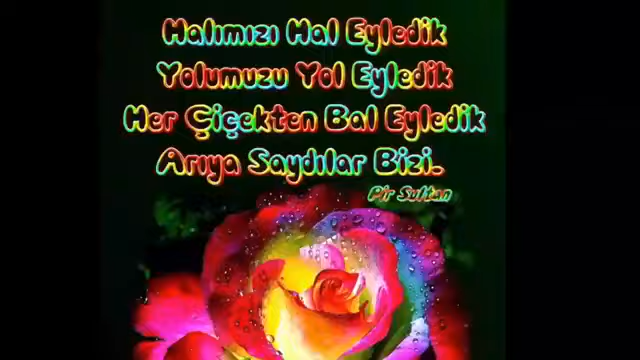 Halımızı Hal Eyledik
Yolumuzu Yol Eyledik
Her Çiçekten Bal Eyledik
Arıya Saydılar Bizi.
Pir Sultan